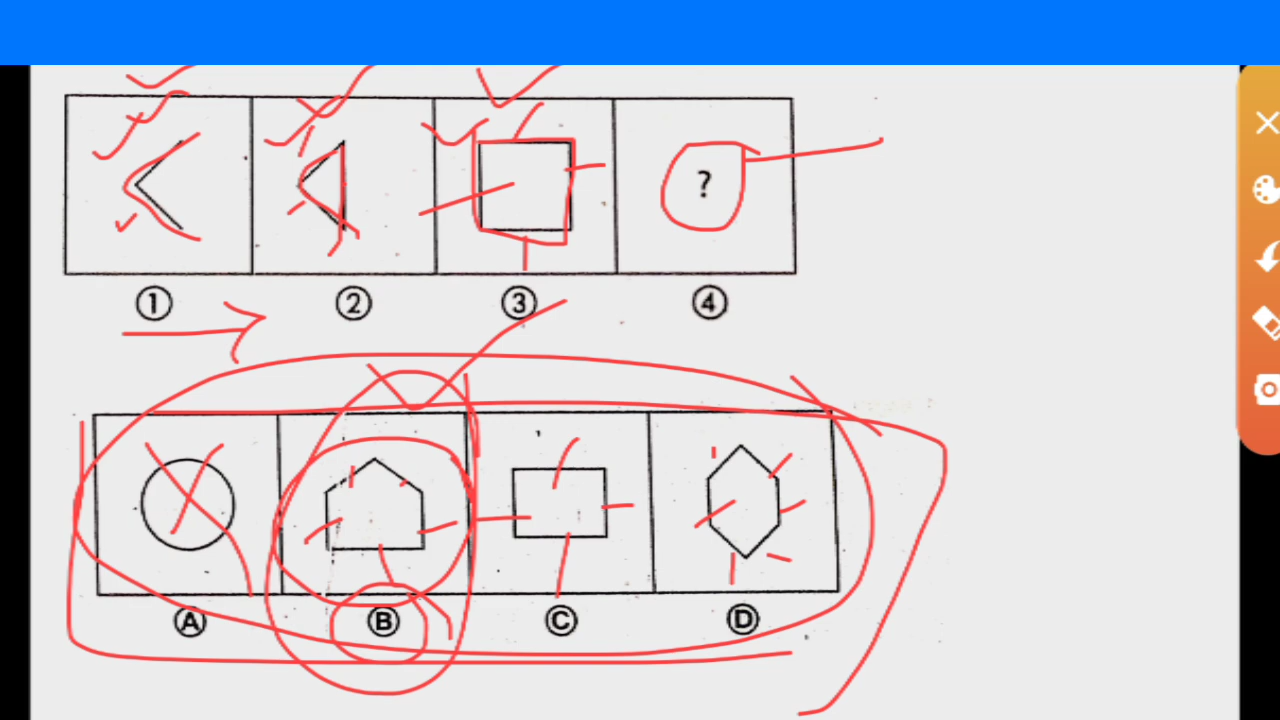 ?
① ② ③ ④
Ⓐ Ⓑ Ⓒ Ⓓ